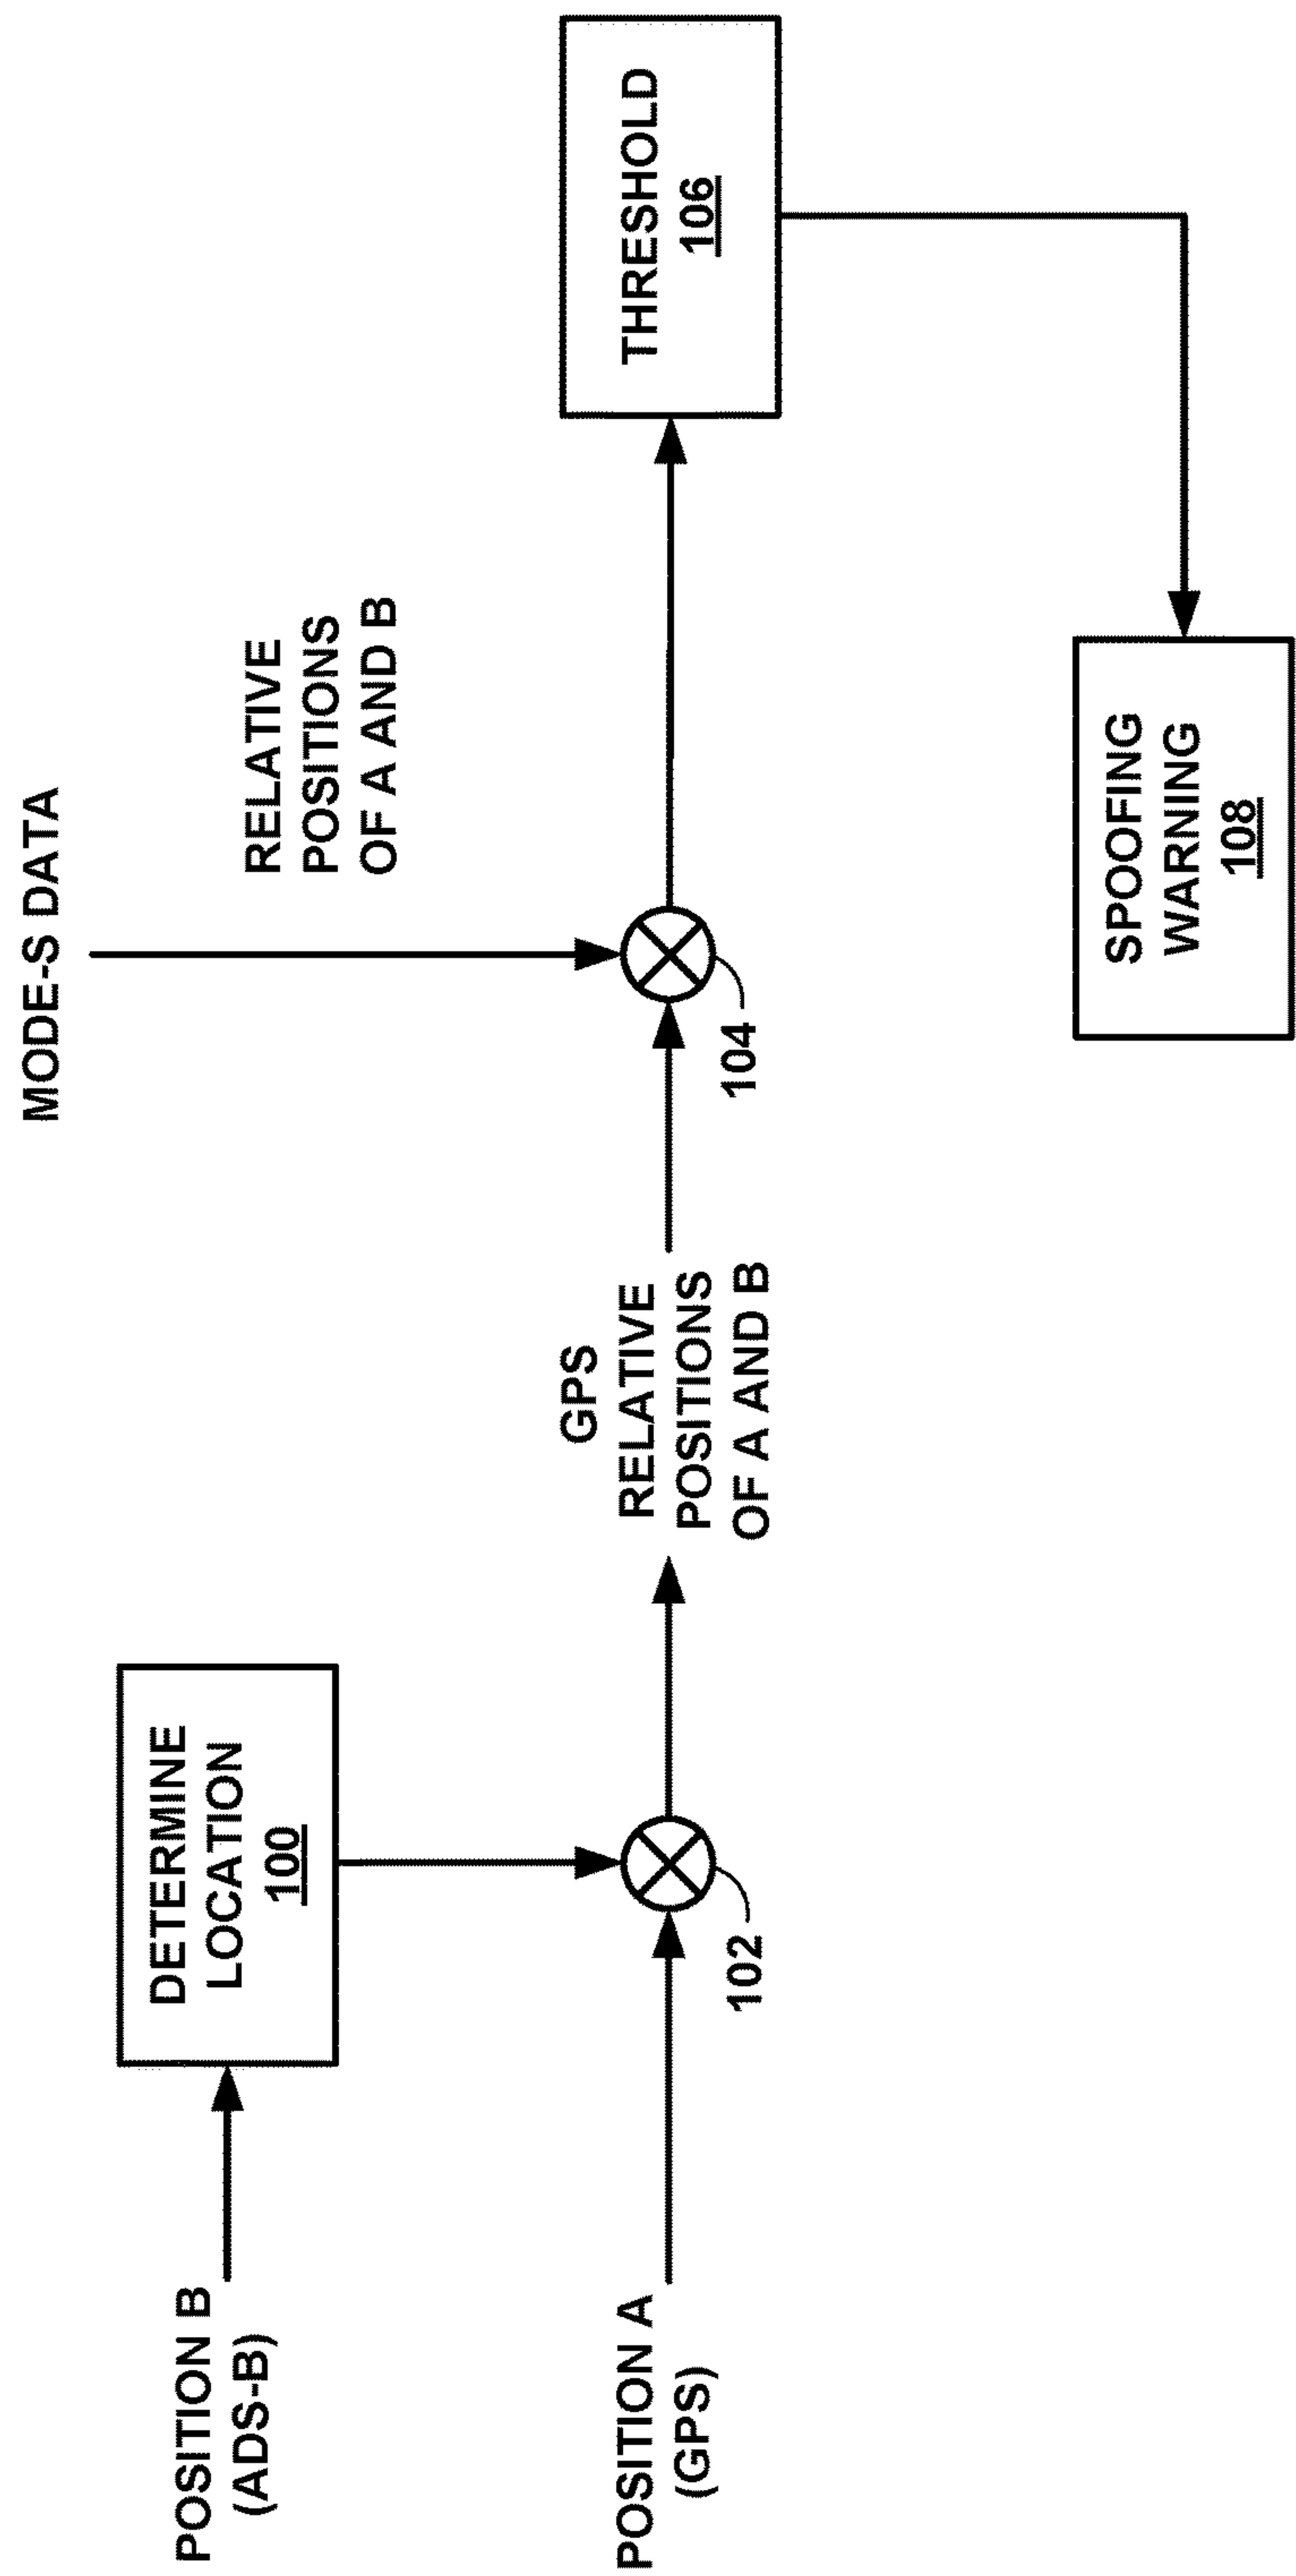 MODE-S DATA
RELATIVE
POSITIONS
OF A AND B
POSITION B
(ADS-B)
DETERMINE
LOCATION
100
POSITION A
(GPS)
102
GPS
RELATIVE
POSITIONS
OF A AND B
104
THRESHOLD
106
SPOOFING
WARNING
108